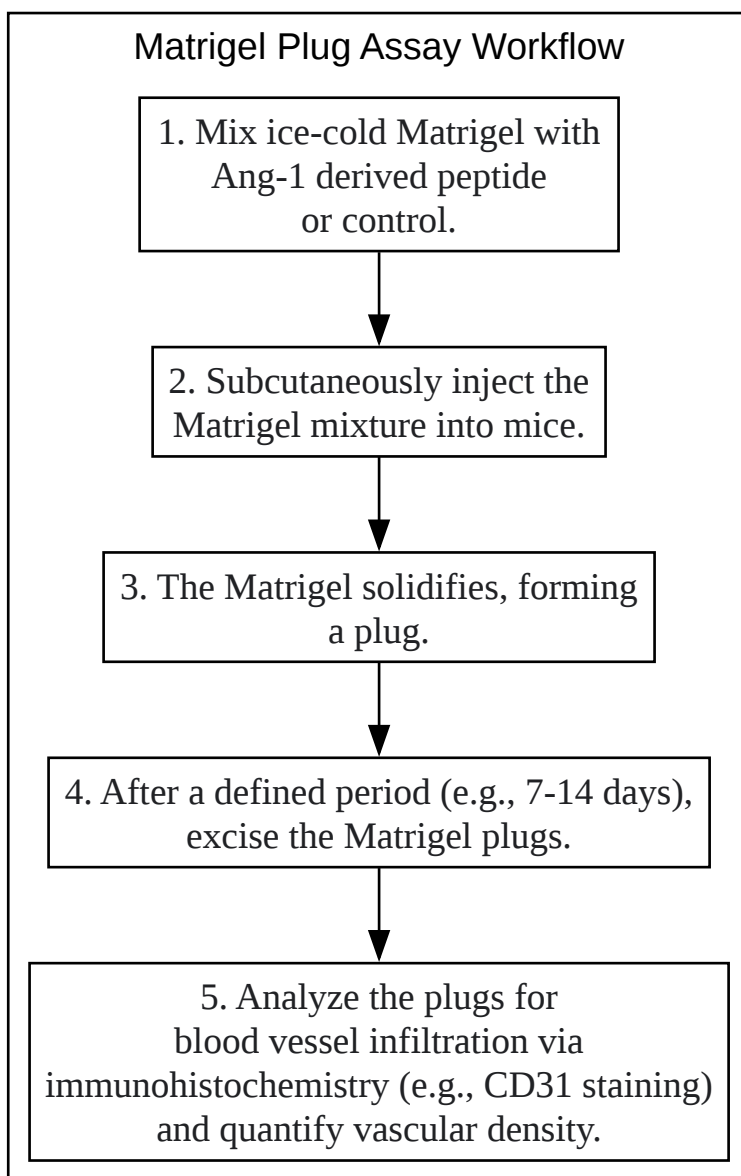 Matrigel Plug Assay Workflow
1. Mix ice-cold Matrigel with
Ang-1 derived peptide
or control.
2. Subcutaneously inject the
Matrigel mixture into mice.
3. The Matrigel solidifies, forming
a plug.
4. After a defined period (e.g., 7-14 days),
excise the Matrigel plugs.
5. Analyze the plugs for
blood vessel infiltration via
immunohistochemistry (e.g., CD31 staining)
and quantify vascular density.